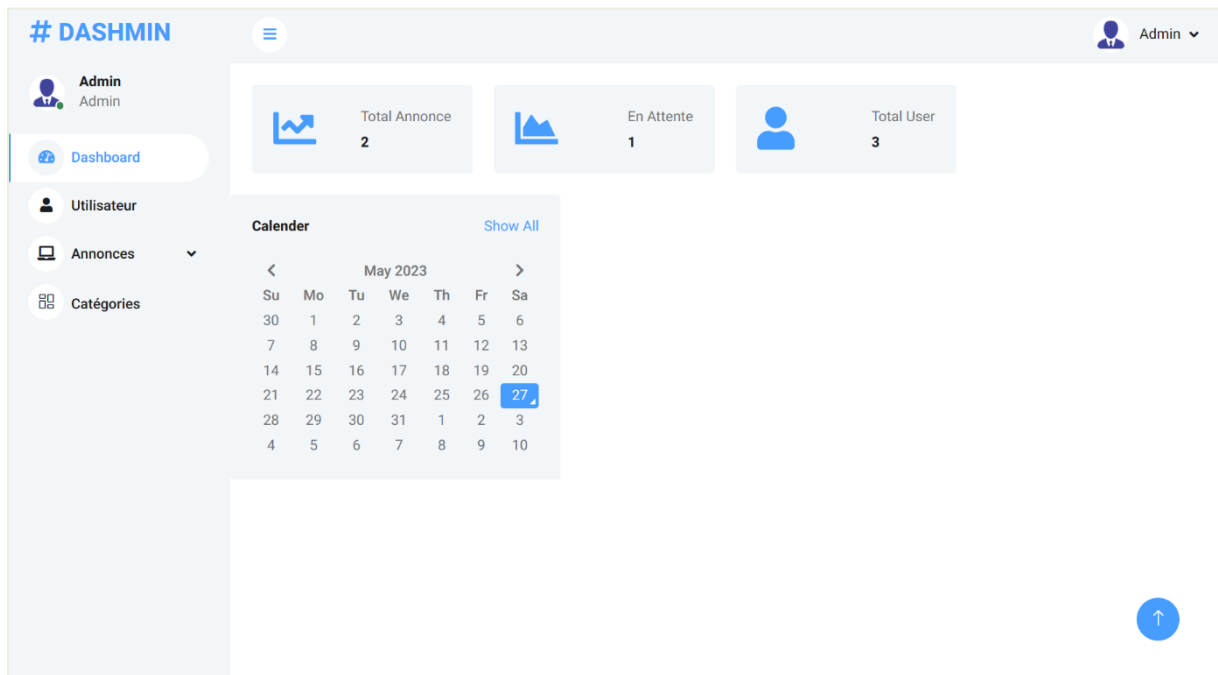 # DASHMIN
Admin
Admin
Admin
Dashboard
Utilisateur
Annonces
Catégories
Total Annonce
2
En Attente
1
Total User
3
Calender Show All
May 2023
Su Mo Tu We Th Fr Sa
30 1 2 3 4 5 6
7 8 9 10 11 12 13
14 15 16 17 18 19 20
21 22 23 24 25 26 27
28 29 30 31 1 2 3
4 5 6 7 8 9 10